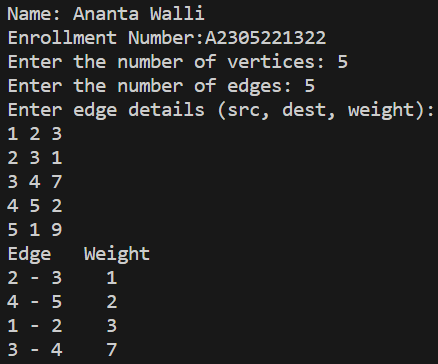 Name: Ananta Walli
Enrollment Number:A2305221322
Enter the number of vertices: 5
Enter the number of edges: 5
Enter edge details (src, dest, weight):
1 2 3
2 3 1
3 4 7
4 5 2
5 1 9
Edge   Weight
2 - 3    1
4 - 5    2
1 - 2    3
3 - 4    7